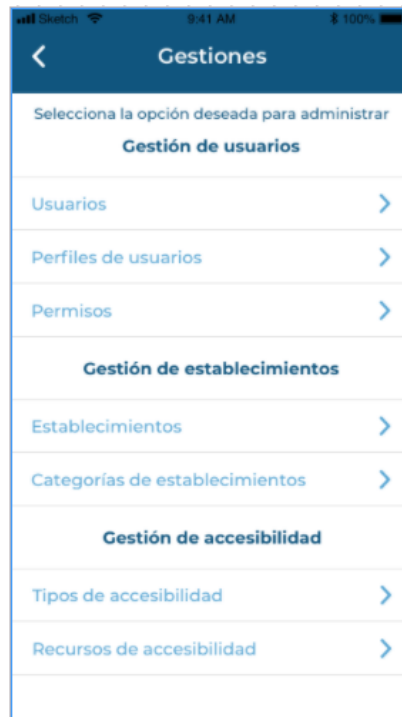 Sketch 9:41 AM 100%
Gestiones
Selecciona la opción deseada para administrar
Gestión de usuarios
Usuarios
Perfiles de usuarios
Permisos
Gestión de establecimientos
Establecimientos
Categorías de establecimientos
Gestión de accesibilidad
Tipos de accesibilidad
Recursos de accesibilidad